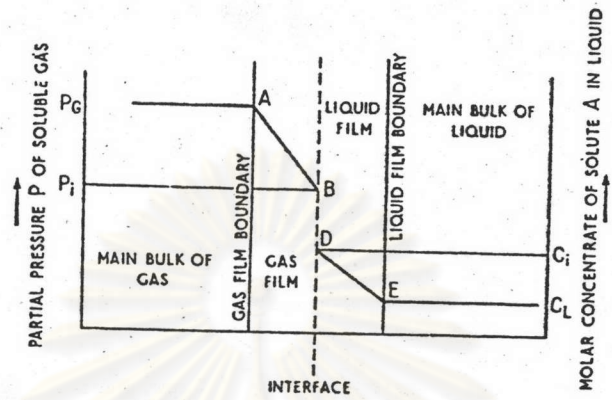 PARTIAL PRESSURE P OF SOLUBLE GAS
PG
Pi
MAIN BULK OF
GAS
GAS FILM BOUNDARY
A
B
GAS
FILM
INTERFACE
LIQUID
FILM
D
E
LIQUID FILM BOUNDARY
MAIN BULK OF
LIQUID
Ci
CL
MOLAR CONCENTRATE OF SOLUTE A IN LIQUID